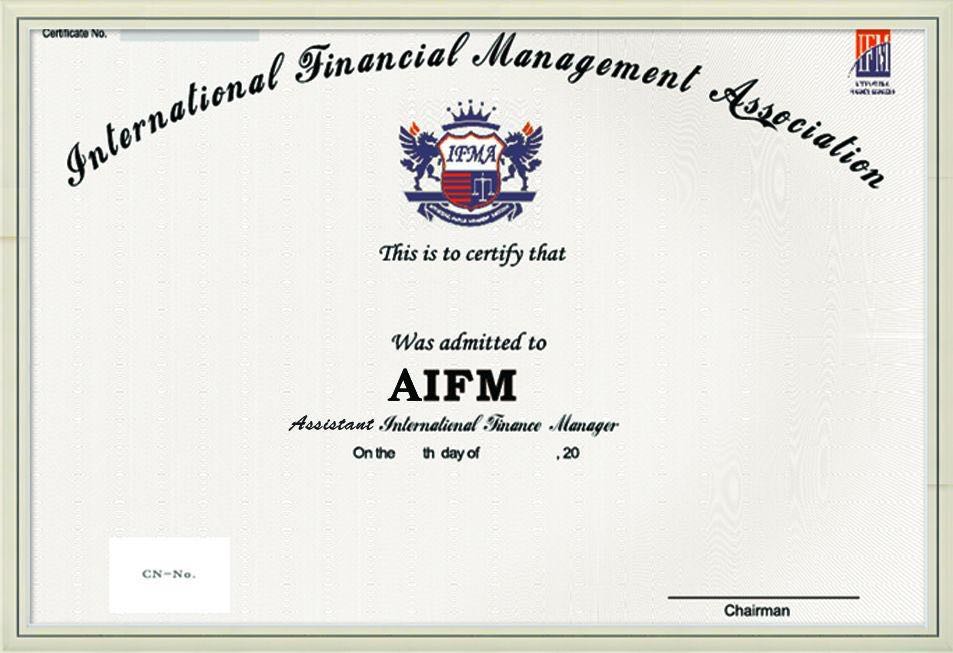 Certificate No.
International Financial Management Association
IFM
IFMA
This is to certify that
Was admitted to
AIFM
Assistant International Finance Manager
On the th day of , 20
CN-No.
Chairman